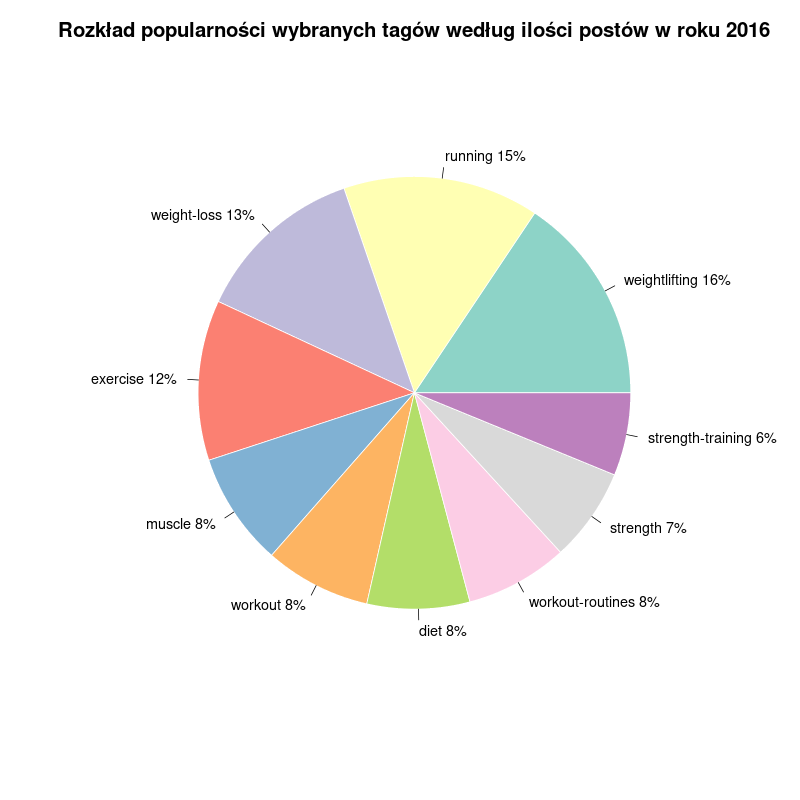 Rozkład popularności wybranych tagów według ilości postów w roku 2016
running 15%
weight-loss 13%
weightlifting 16%
exercise 12%
strength-training 6%
muscle 8%
strength 7%
workout 8%
workout-routines 8%
diet 8%